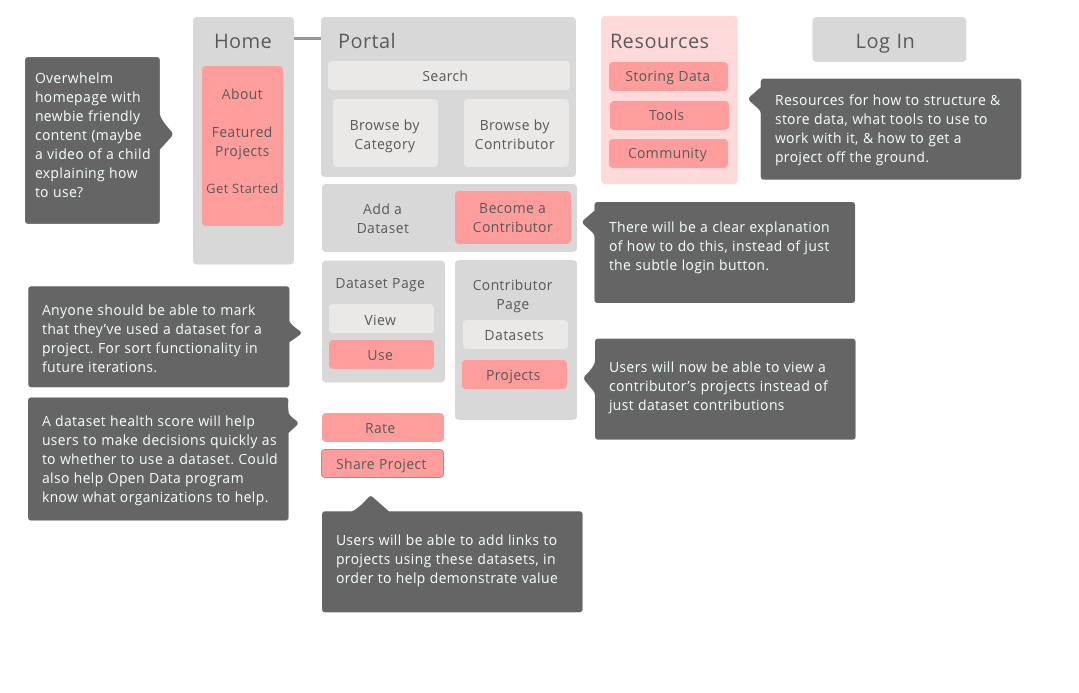 Home
Portal
Resources
Log In
Overwhelm
homepage with
newbie friendly
content (maybe
a video of a child
explaining how
to use?
About
Featured
Projects
Get Started
Search
Browse by
Category
Browse by
Contributor
Storing Data
Tools
Community
Resources for how to structure &
store data, what tools to use to
work with it, & how to get a
project off the ground.
Add a
Dataset
Become a
Contributor
There will be a clear explanation
of how to do this, instead of just
the subtle login button.
Anyone should be able to mark
that they’ve used a dataset for a
project. For sort functionality in
future iterations.
Dataset Page
View
Use
Contributor
Page
Datasets
Projects
Users will now be able to view a
contributor’s projects instead of
just dataset contributions
A dataset health score will help
users to make decisions quickly as
to whether to use a dataset. Could
also help Open Data program
know what organizations to help.
Rate
Share Project
Users will be able to add links to
projects using these datasets, in
order to help demonstrate value